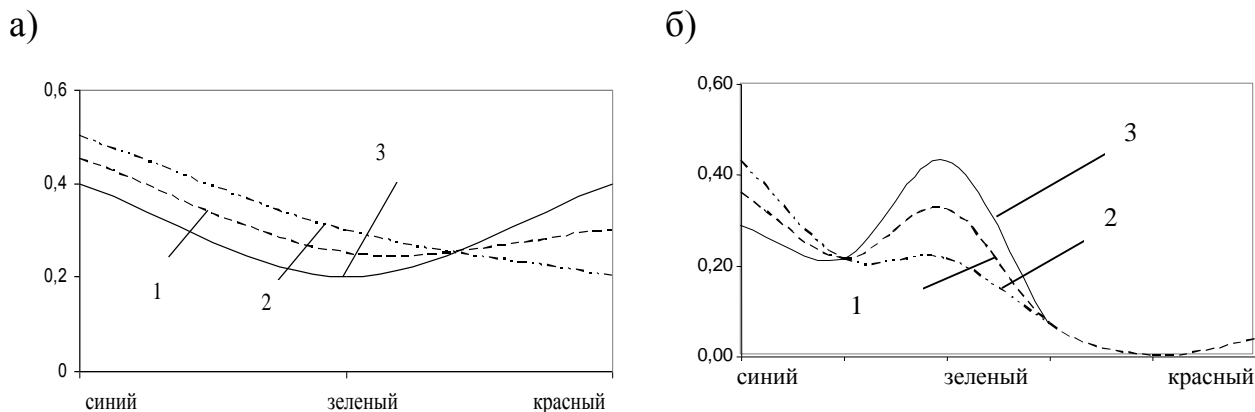 а)
0,6
0,4
0,2
0
1
2
3
синий
зеленый
красный
б)
0,60
0,40
0,20
0,00
3
2
1
синий
зеленый
красный